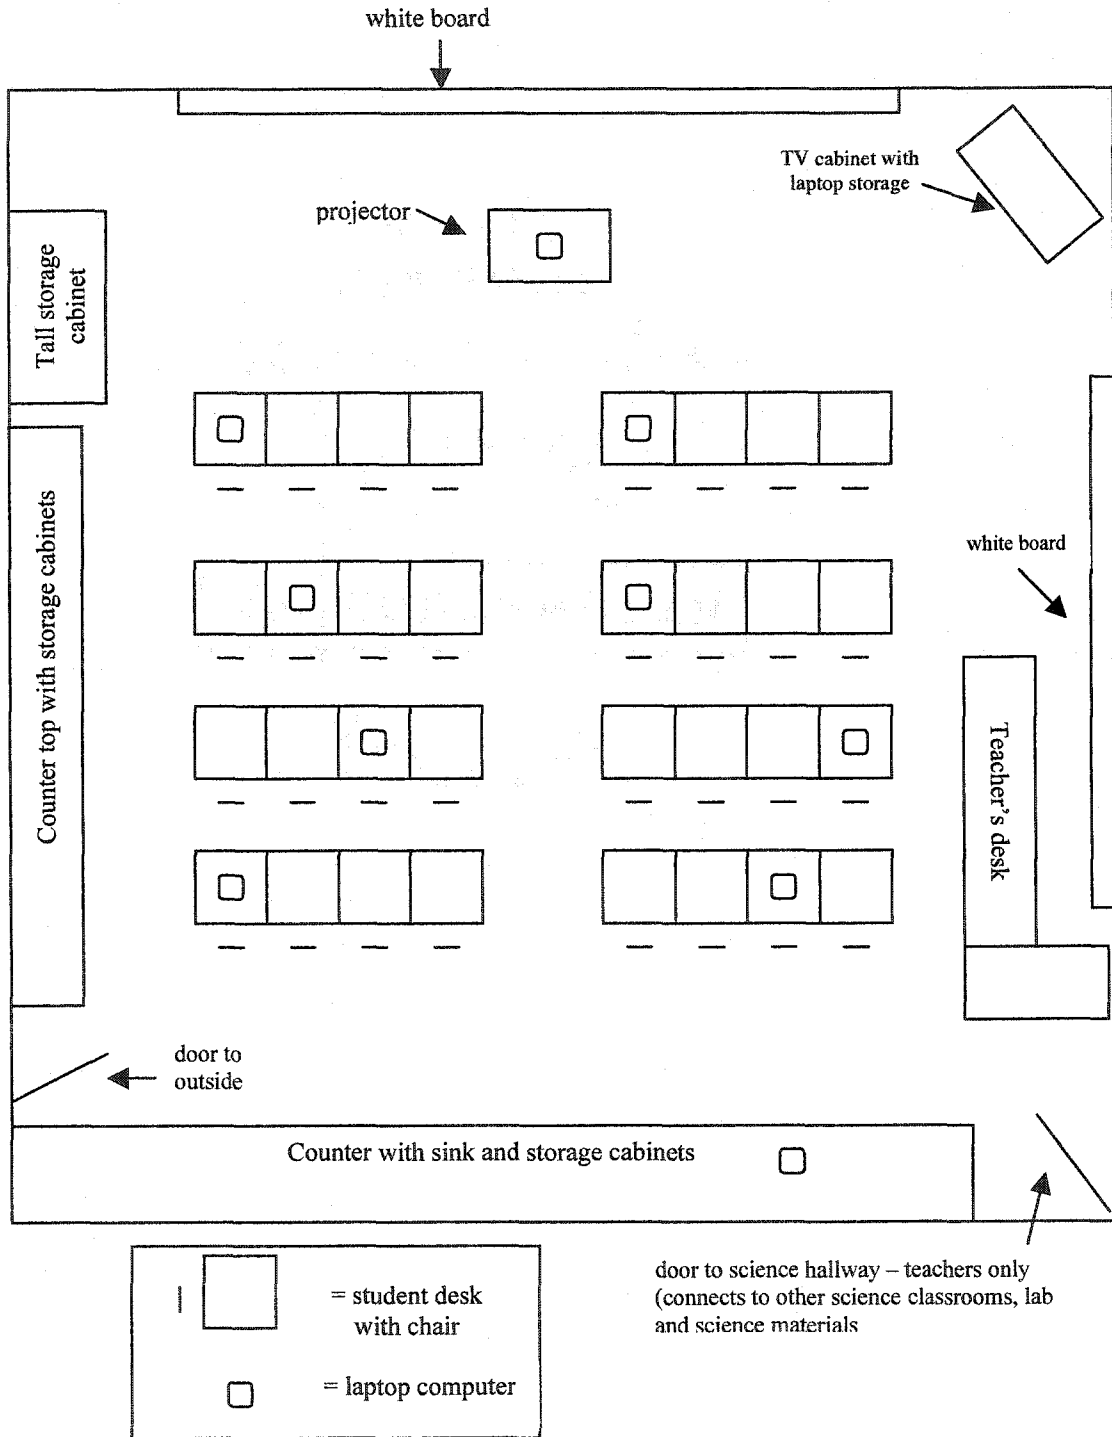 white board
TV cabinet with
laptop storage
projector
Tall storage
cabinet
white board
Counter top with storage cabinets
Teacher's desk
door to
outside
Counter with sink and storage cabinets
door to science hallway – teachers only
(connects to other science classrooms, lab
and science materials
= student desk
with chair
= laptop computer